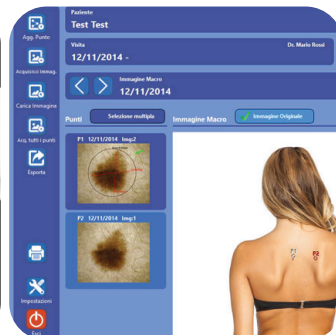 Paziente
Test Test
Agg. Punto
Visita
Dr. Mario Rossi
12/11/2014 -
Acquisisci Immag.
Immagine Macro
12/11/2014
Carica Immagine
Punti
Selezione multipla
Immagine Macro
Immagine Originale
Acq. tutti i punti
P1 12/11/2014 Img:2
Esporta
P2 12/11/2014 Img:1
P1
P2
Impostazioni
Esci